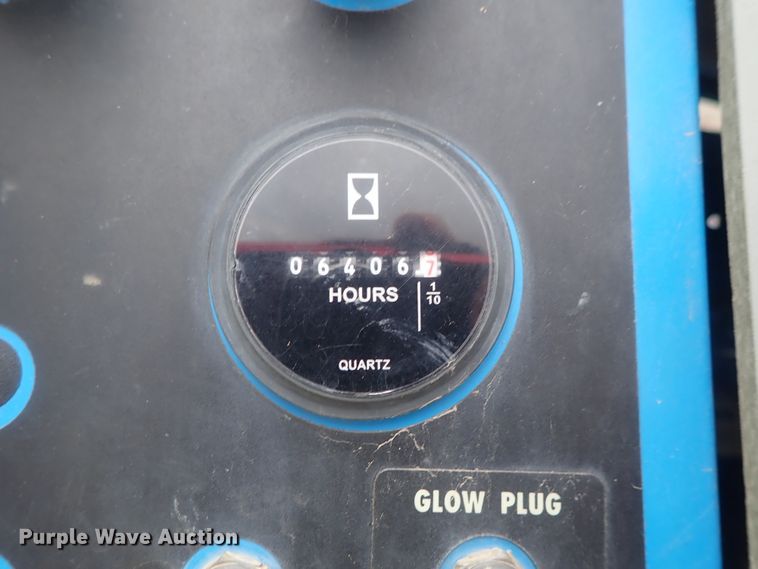 064067
HOURS
1
10
QUARTZ
GLOW PLUG
Purple Wave Auction